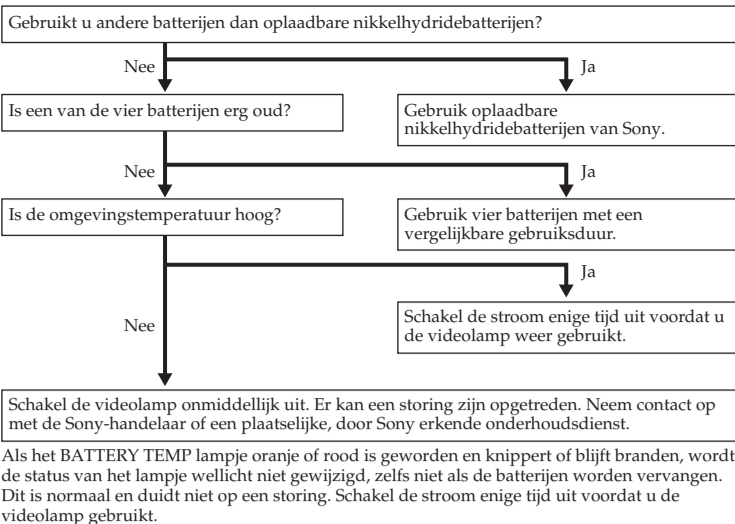 Gebruikt u andere batterijen dan oplaadbare nikkelhydridebatterijen?
Nee
Ja
Is een van de vier batterijen erg oud?
Gebruik oplaadbare
nikkelhydridebatterijen van Sony.
Nee
Ja
Is de omgevingstemperatuur hoog?
Gebruik vier batterijen met een
vergelijkbare gebruiksduur.
Ja
Nee
Schakel de stroom enige tijd uit voordat u
de videolamp weer gebruikt.
Schakel de videolamp onmiddellijk uit. Er kan een storing zijn opgetreden. Neem contact op
met de Sony-handelaar of een plaatselijke, door Sony erkende onderhoudsdienst.
Als het BATTERY TEMP lampje oranje of rood is geworden en knippert of blijft branden, wordt
de status van het lampje wellicht niet gewijzigd, zelfs niet als de batterijen worden vervangen.
Dit is normaal en duidt niet op een storing. Schakel de stroom enige tijd uit voordat u de
videolamp gebruikt.